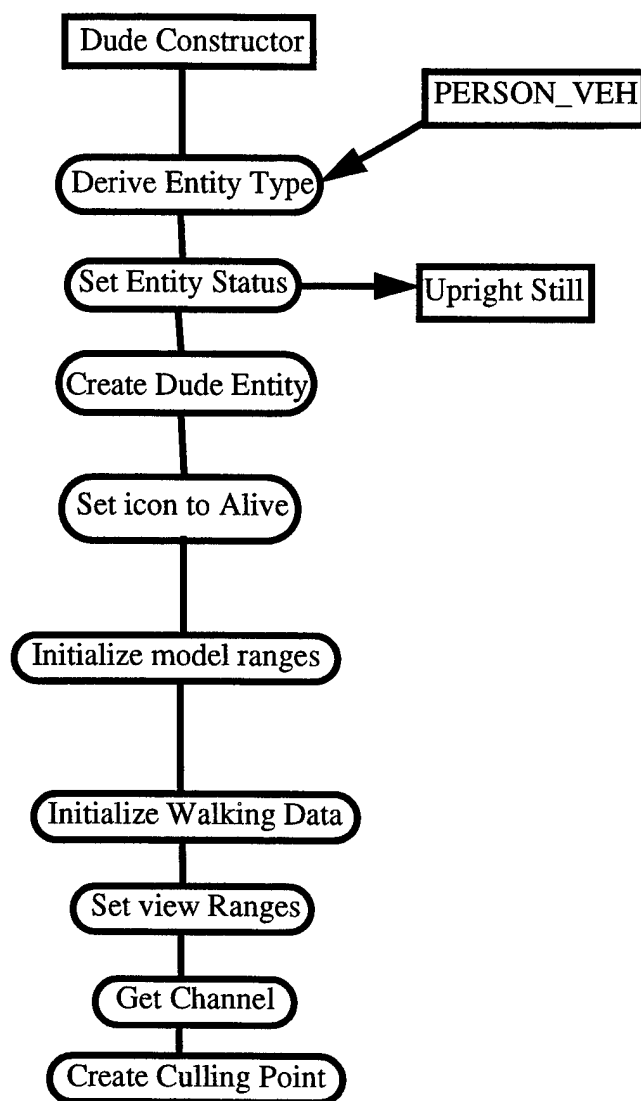 Dude Constructor
PERSON_VEH
Derive Entity Type
Set Entity Status
Upright Still
Create Dude Entity
Set icon to Alive
Initialize model ranges
Initialize Walking Data
Set view Ranges
Get Channel
Create Culling Point